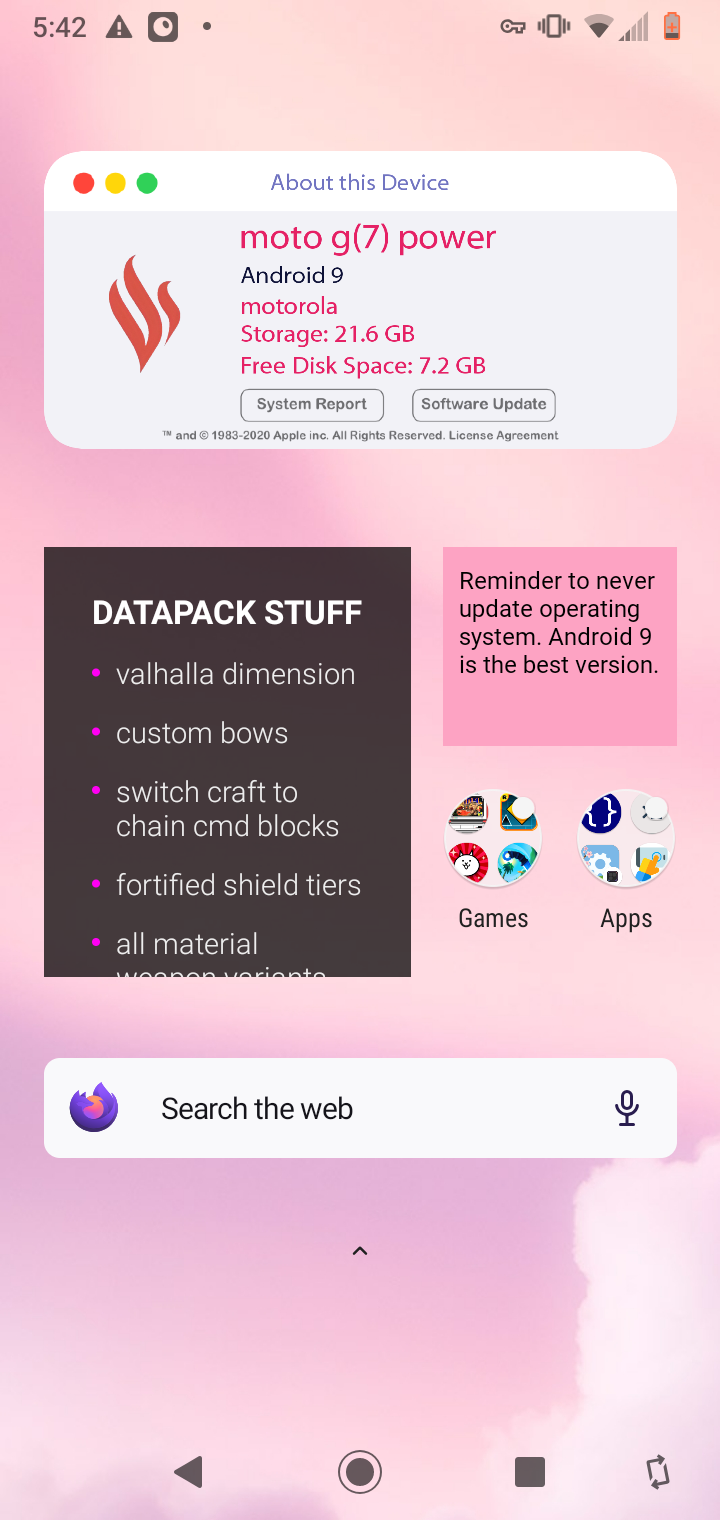 5:42
About this Device
moto g(7) power
Android 9
motorola
Storage: 21.6 GB
Free Disk Space: 7.2 GB
System Report
Software Update
™ and © 1983-2020 Apple inc. All Rights Reserved. License Agreement
DATAPACK STUFF
• valhalla dimension
• custom bows
• switch craft to
chain cmd blocks
• fortified shield tiers
• all material
weapon variants
Reminder to never
update operating
system. Android 9
is the best version.
Games
Apps
Search the web